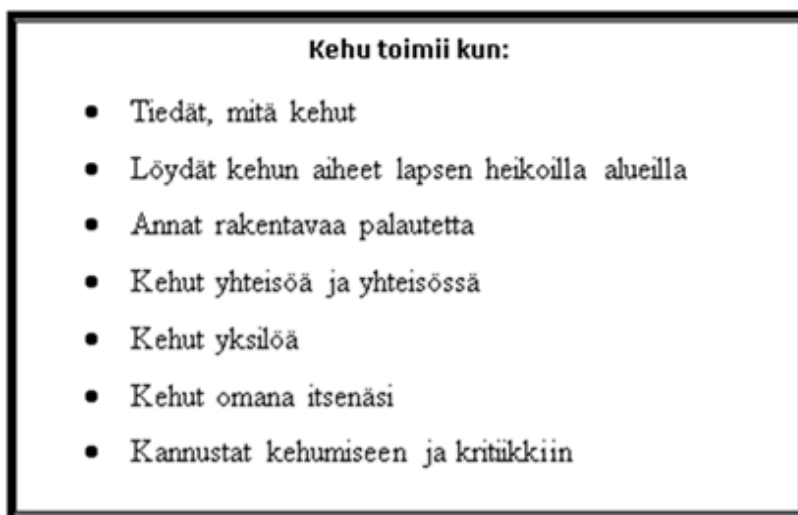 Kehu toimii kun:
• Tiedät, mitä kehut
• Löydät kehun aiheet lapsen heikoilla alueilla
• Annat rakentavaa palautetta
• Kehut yhteisöä ja yhteisössä
• Kehut yksilöä
• Kehut omana itsenäsi
• Kannustat kehumiseen ja kritiikkiin